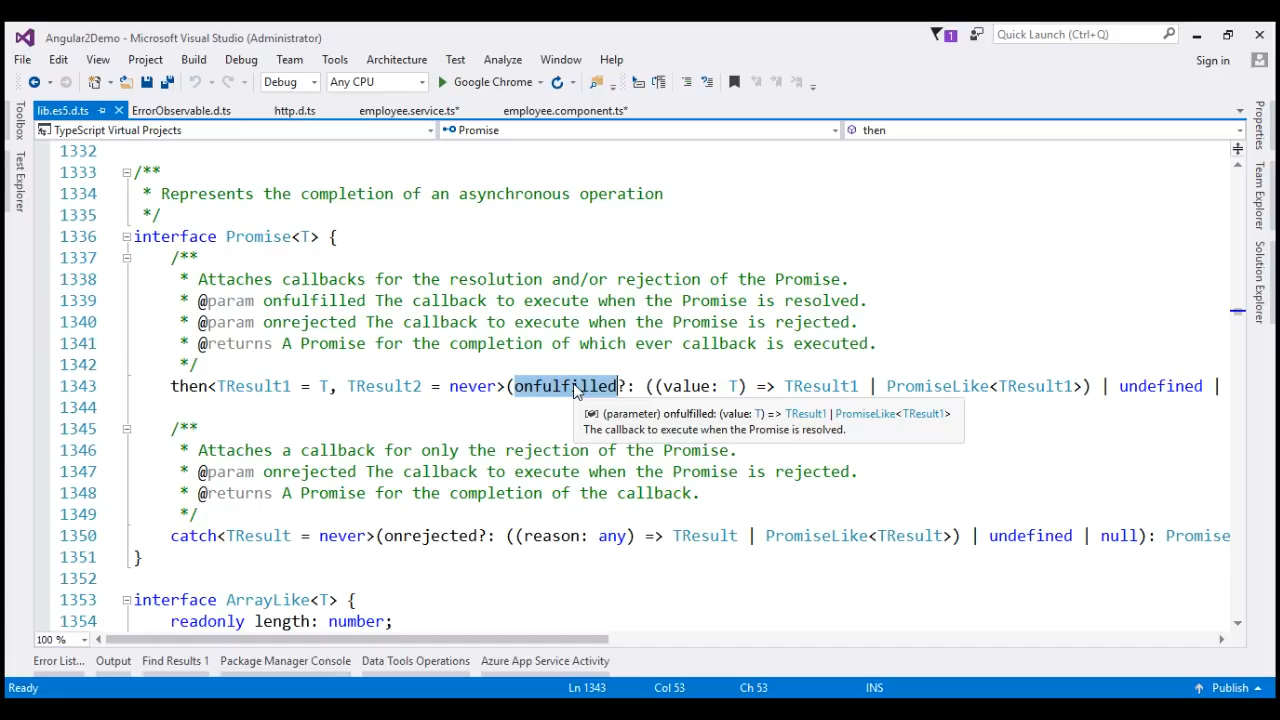 Angular2Demo - Microsoft Visual Studio (Administrator)
1
Quick Launch (Ctrl+Q)
File Edit View Project Build Debug Team Tools Architecture Test Analyze Window Help
Sign in
Debug Any CPU Google Chrome
lib.es5.d.ts ErrorObservable.d.ts http.d.ts employee.service.ts* employee.component.ts*
TypeScript Virtual Projects Promise then
Toolbox
Test Explorer
1332
1333 /**
1334 * Represents the completion of an asynchronous operation
1335 */
1336 interface Promise<T> {
1337 /**
1338 * Attaches callbacks for the resolution and/or rejection of the Promise.
1339 * @param onfulfilled The callback to execute when the Promise is resolved.
1340 * @param onrejected The callback to execute when the Promise is rejected.
1341 * @returns A Promise for the completion of which ever callback is executed.
1342 */
1343 then<TResult1 = T, TResult2 = never>(onfulfilled?: ((value: T) => TResult1 | PromiseLike<TResult1>) | undefined |
1344
(parameter) onfulfilled: (value: T) => TResult1 | PromiseLike<TResult1>
The callback to execute when the Promise is resolved.
1345 /**
1346 * Attaches a callback for only the rejection of the Promise.
1347 * @param onrejected The callback to execute when the Promise is rejected.
1348 * @returns A Promise for the completion of the callback.
1349 */
1350 catch<TResult = never>(onrejected?: ((reason: any) => TResult | PromiseLike<TResult>) | undefined | null): Promise
1351 }
1352
1353 interface ArrayLike<T> {
1354 readonly length: number;
Properties
Team Explorer
Solution Explorer
100 %
Error List... Output Find Results 1 Package Manager Console Data Tools Operations Azure App Service Activity
Ready Ln 1343 Col 53 Ch 53 INS Publish